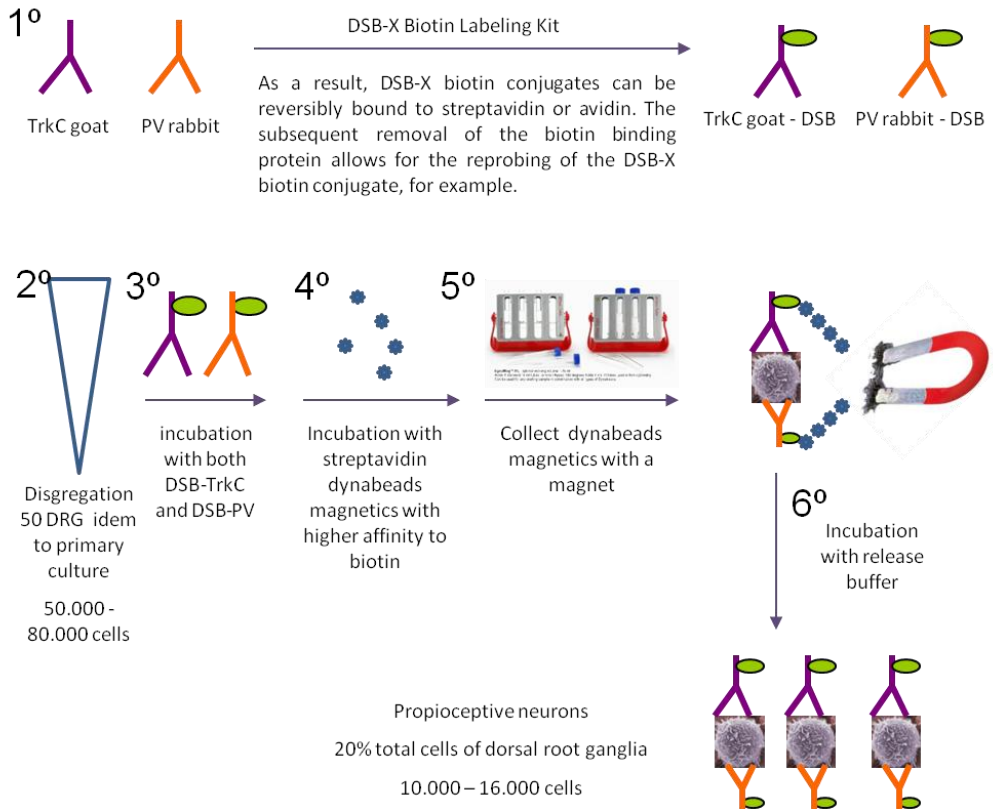 1º
DSB-X Biotin Labeling Kit
As a result, DSB-X biotin conjugates can be
reversibly bound to streptavidin or avidin. The
subsequent removal of the biotin binding
protein allows for the reprobing of the DSB-X
biotin conjugate, for example.
TrkC goat
PV rabbit
TrkC goat - DSB
PV rabbit - DSB
2º
Disgregation
50 DRG idem
to primary
culture
50.000 -
80.000 cells
3º
incubation
with both
DSB-TrkC
and DSB-PV
4º
Incubation with
streptavidin
dynabeads
magnetics with
higher affinity to
biotin
5º
Collect dynabeads
magnetics with a
magnet
6º
Incubation
with release
buffer
Propioceptive neurons
20% total cells of dorsal root ganglia
10.000 – 16.000 cells